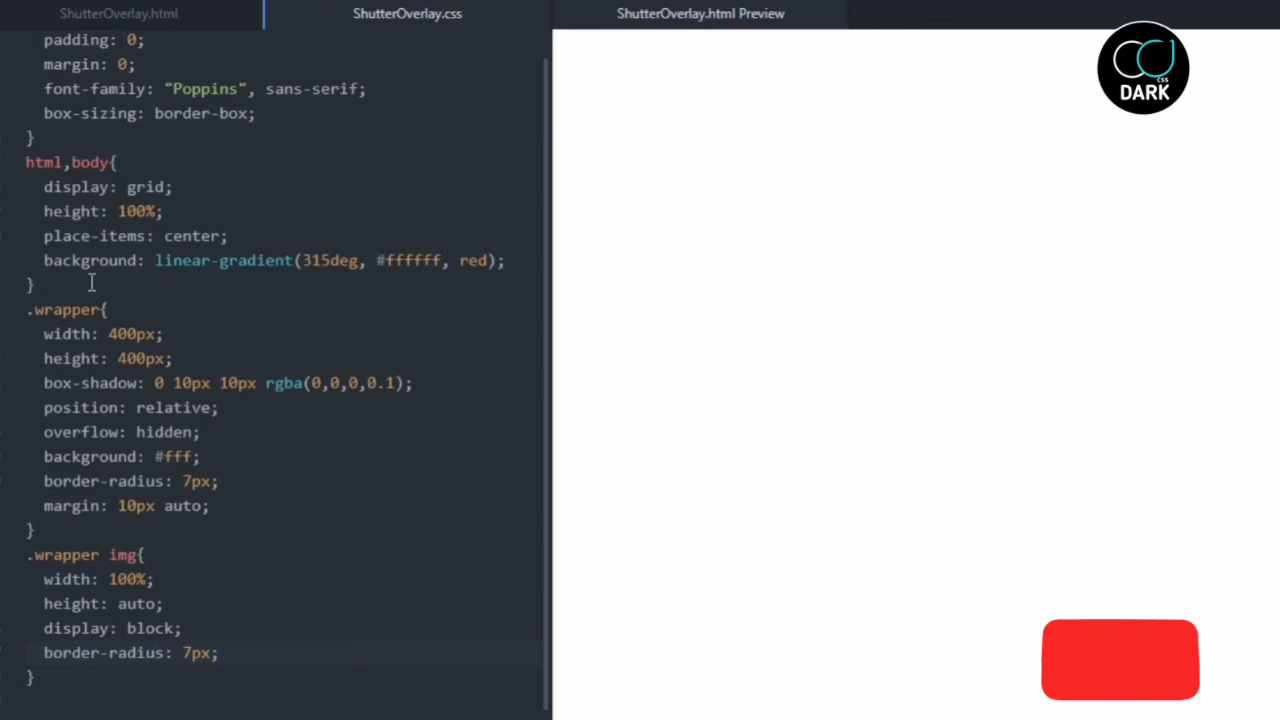 ShutterOverlay.html
ShutterOverlay.css
ShutterOverlay.html Preview
padding: 0;
margin: 0;
font-family: "Poppins", sans-serif;
box-sizing: border-box;
}
html,body{
display: grid;
height: 100%;
place-items: center;
background: linear-gradient(315deg, #ffffff, red);
}
.wrapper{
width: 400px;
height: 400px;
box-shadow: 0 10px 10px rgba(0,0,0,0.1);
position: relative;
overflow: hidden;
background: #fff;
border-radius: 7px;
margin: 10px auto;
}
.wrapper img{
width: 100%;
height: auto;
display: block;
border-radius: 7px;
}
CSS
DARK